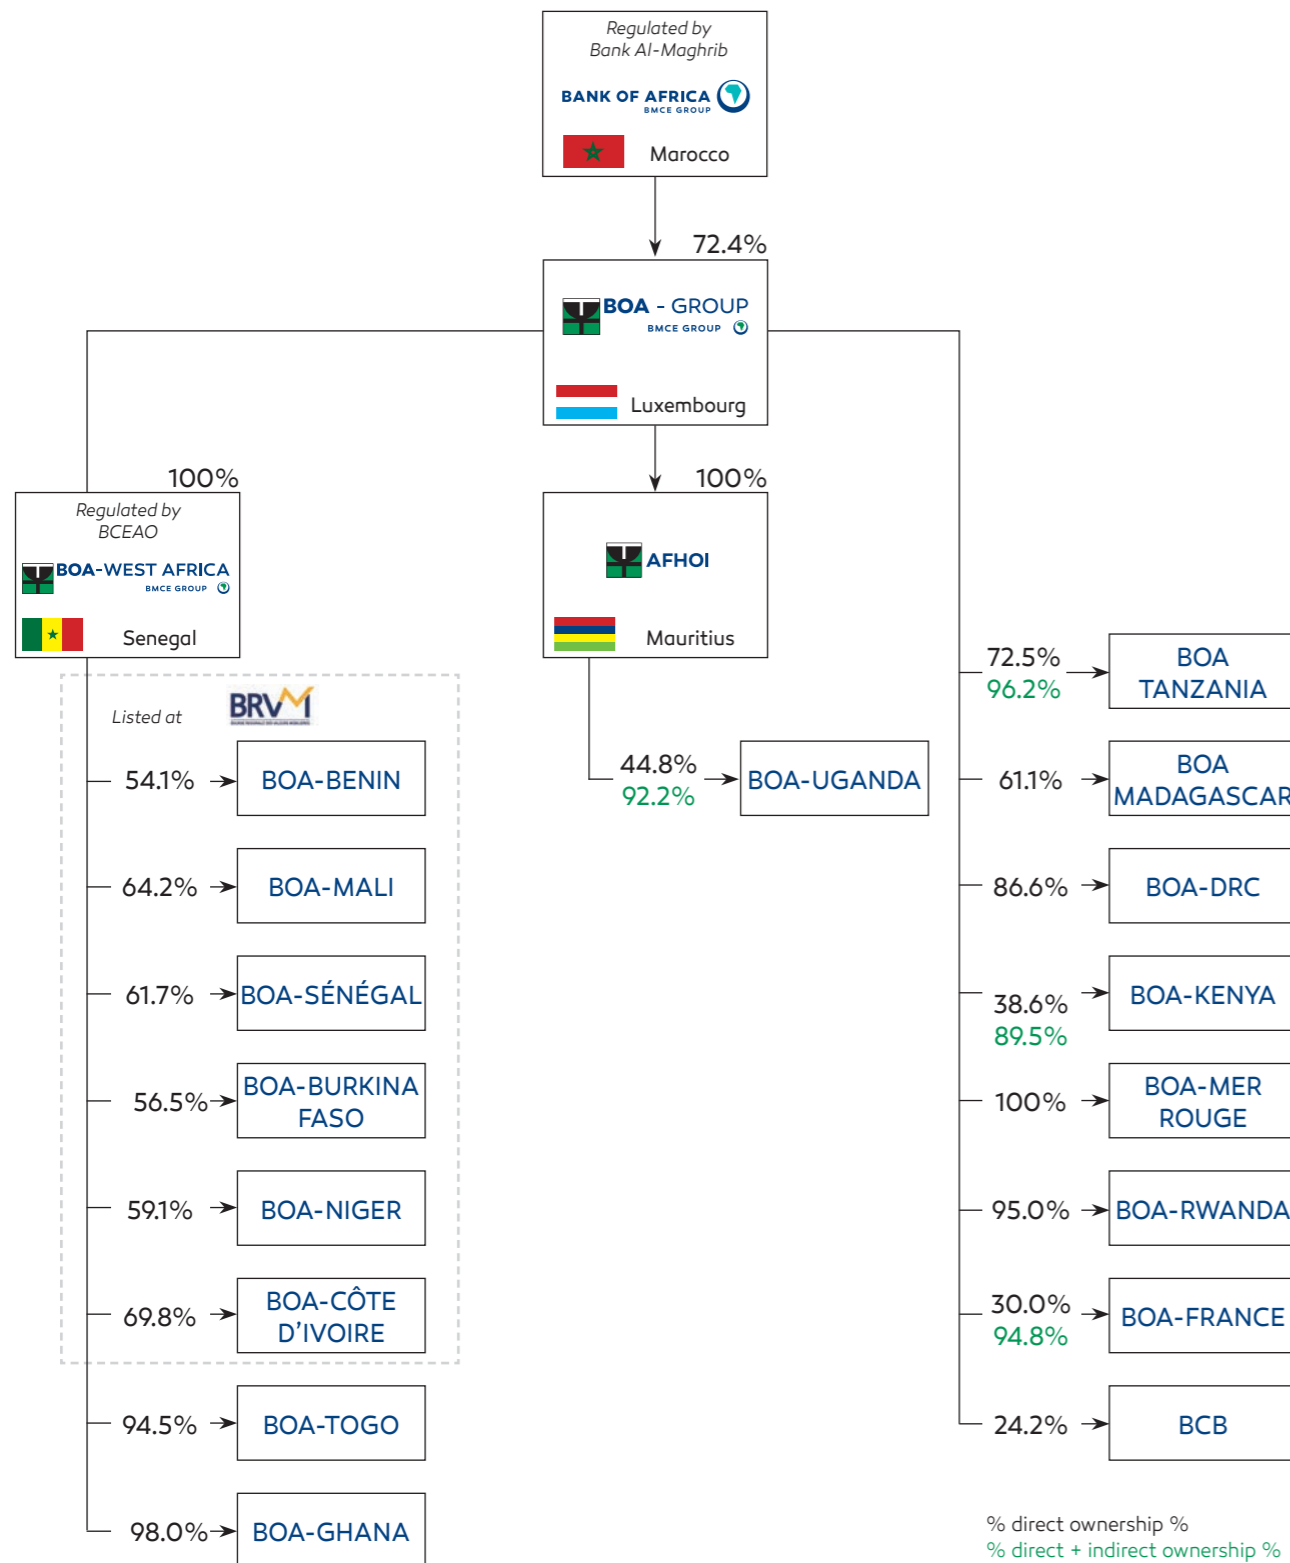 Regulated by
Bank Al-Maghrib
BANK OF AFRICA
BMCE GROUP
Marocco
72.4%
BOA - GROUP
BMCE GROUP
Luxembourg
100%
Regulated by
BCEAO
BOA-WEST AFRICA
BMCE GROUP
Senegal
100%
AFHOI
Mauritius
Listed at
BRVM
54.1%
BOA-BENIN
64.2%
BOA-MALI
61.7%
BOA-SÉNÉGAL
56.5%
BOA-BURKINA
FASO
59.1%
BOA-NIGER
69.8%
BOA-CÔTE
D'IVOIRE
94.5%
BOA-TOGO
98.0%
BOA-GHANA
44.8%
92.2%
BOA-UGANDA
72.5%
96.2%
BOA
TANZANIA
61.1%
BOA
MADAGASCAR
86.6%
BOA-DRC
38.6%
89.5%
BOA-KENYA
100%
BOA-MER
ROUGE
95.0%
BOA-RWANDA
30.0%
94.8%
BOA-FRANCE
24.2%
BCB
% direct ownership %
% direct + indirect ownership %